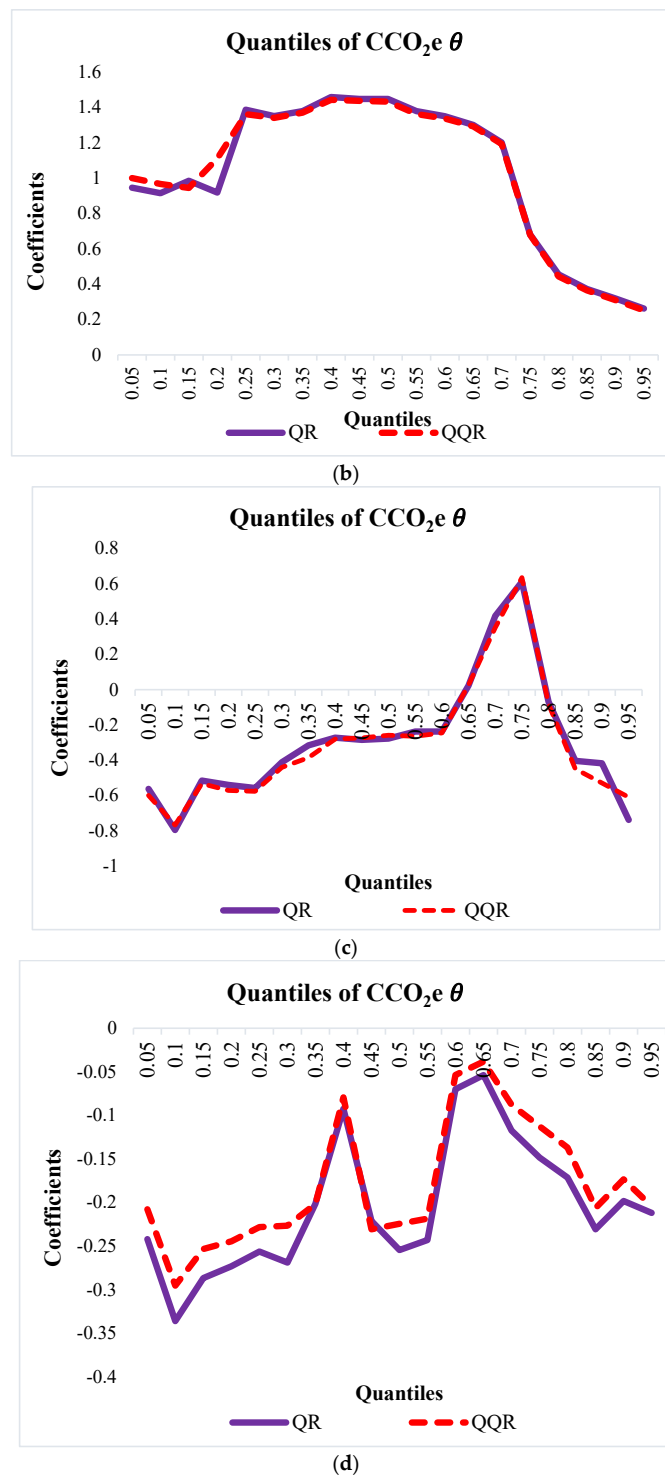 Quantiles of CCO₂e θ
1.6
1.4
1.2
1
0.8
0.6
0.4
0.2
0
Coefficients
0.05 0.1 0.15 0.2 0.25 0.3 0.35 0.4 0.45 0.5 0.55 0.6 0.65 0.7 0.75 0.8 0.85 0.9 0.95
Quantiles
QR QQR
(b)
Quantiles of CCO₂e θ
0.8
0.6
0.4
0.2
0
-0.2
-0.4
-0.6
-0.8
-1
Coefficients
0.05 0.1 0.15 0.2 0.25 0.3 0.35 0.4 0.45 0.5 0.55 0.6 0.65 0.7 0.75 0.8 0.85 0.9 0.95
Quantiles
QR QQR
(c)
Quantiles of CCO₂e θ
0
-0.05
-0.1
-0.15
-0.2
-0.25
-0.3
-0.35
-0.4
Coefficients
0.05 0.1 0.15 0.2 0.25 0.3 0.35 0.4 0.45 0.5 0.55 0.6 0.65 0.7 0.75 0.8 0.85 0.9 0.95
Quantiles
QR QQR
(d)